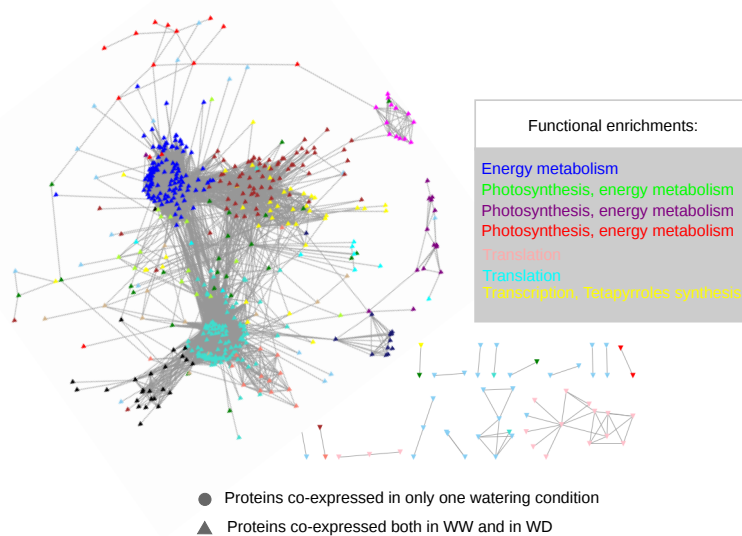 Functional enrichments:
Energy metabolism
Photosynthesis, energy metabolism
Photosynthesis, energy metabolism
Photosynthesis, energy metabolism
Translation
Translation
Transcription, Tetapyrroles synthesis
Proteins co-expressed in only one watering condition
Proteins co-expressed both in WW and in WD